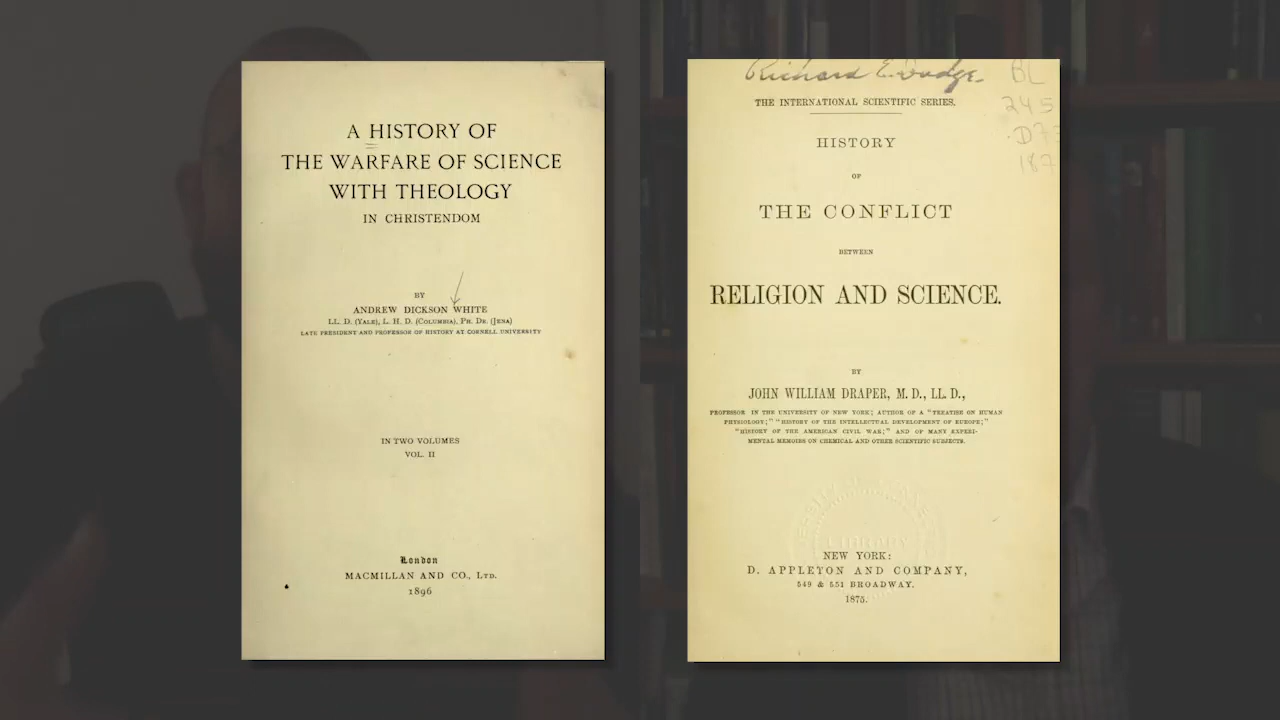 A HISTORY OF
THE WARFARE OF SCIENCE
WITH THEOLOGY
IN CHRISTENDOM
BY
ANDREW DICKSON WHITE
LL. D. (YALE), L. H. D. (COLUMBIA), PH. DR. (JENA)
LATE PRESIDENT AND PROFESSOR OF HISTORY AT CORNELL UNIVERSITY
IN TWO VOLUMES
VOL. II
London
MACMILLAN AND CO., LTD.
1896
Richard E.
BL
245
THE INTERNATIONAL SCIENTIFIC SERIES.
HISTORY
OF
THE CONFLICT
BETWEEN
RELIGION AND SCIENCE.
BY
JOHN WILLIAM DRAPER, M. D., LL. D.,
PROFESSOR IN THE UNIVERSITY OF NEW YORK; AUTHOR OF A "TREATISE ON HUMAN
PHYSIOLOGY;" "HISTORY OF THE INTELLECTUAL DEVELOPMENT OF EUROPE;"
"HISTORY OF THE AMERICAN CIVIL WAR;" AND OF MANY EXPERI-
MENTAL MEMOIRS ON CHEMICAL AND OTHER SCIENTIFIC SUBJECTS.
LIBRARY
NEW YORK:
D. APPLETON AND COMPANY,
549 & 551 BROADWAY.
1875.